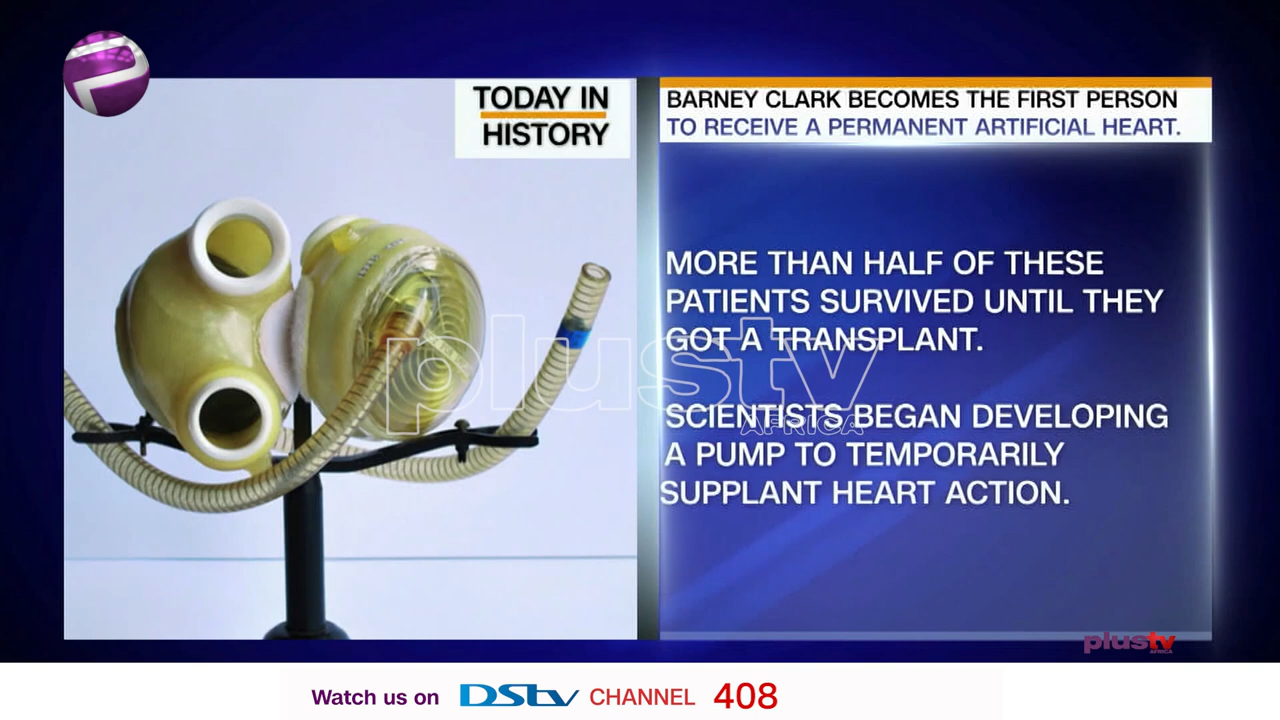 TODAY IN
HISTORY
BARNEY CLARK BECOMES THE FIRST PERSON
TO RECEIVE A PERMANENT ARTIFICIAL HEART.
MORE THAN HALF OF THESE
PATIENTS SURVIVED UNTIL THEY
GOT A TRANSPLANT.
SCIENTISTS BEGAN DEVELOPING
A PUMP TO TEMPORARILY
SUPPLANT HEART ACTION.
plustv
AFRICA
plustv
AFRICA
Watch us on DStv CHANNEL 408